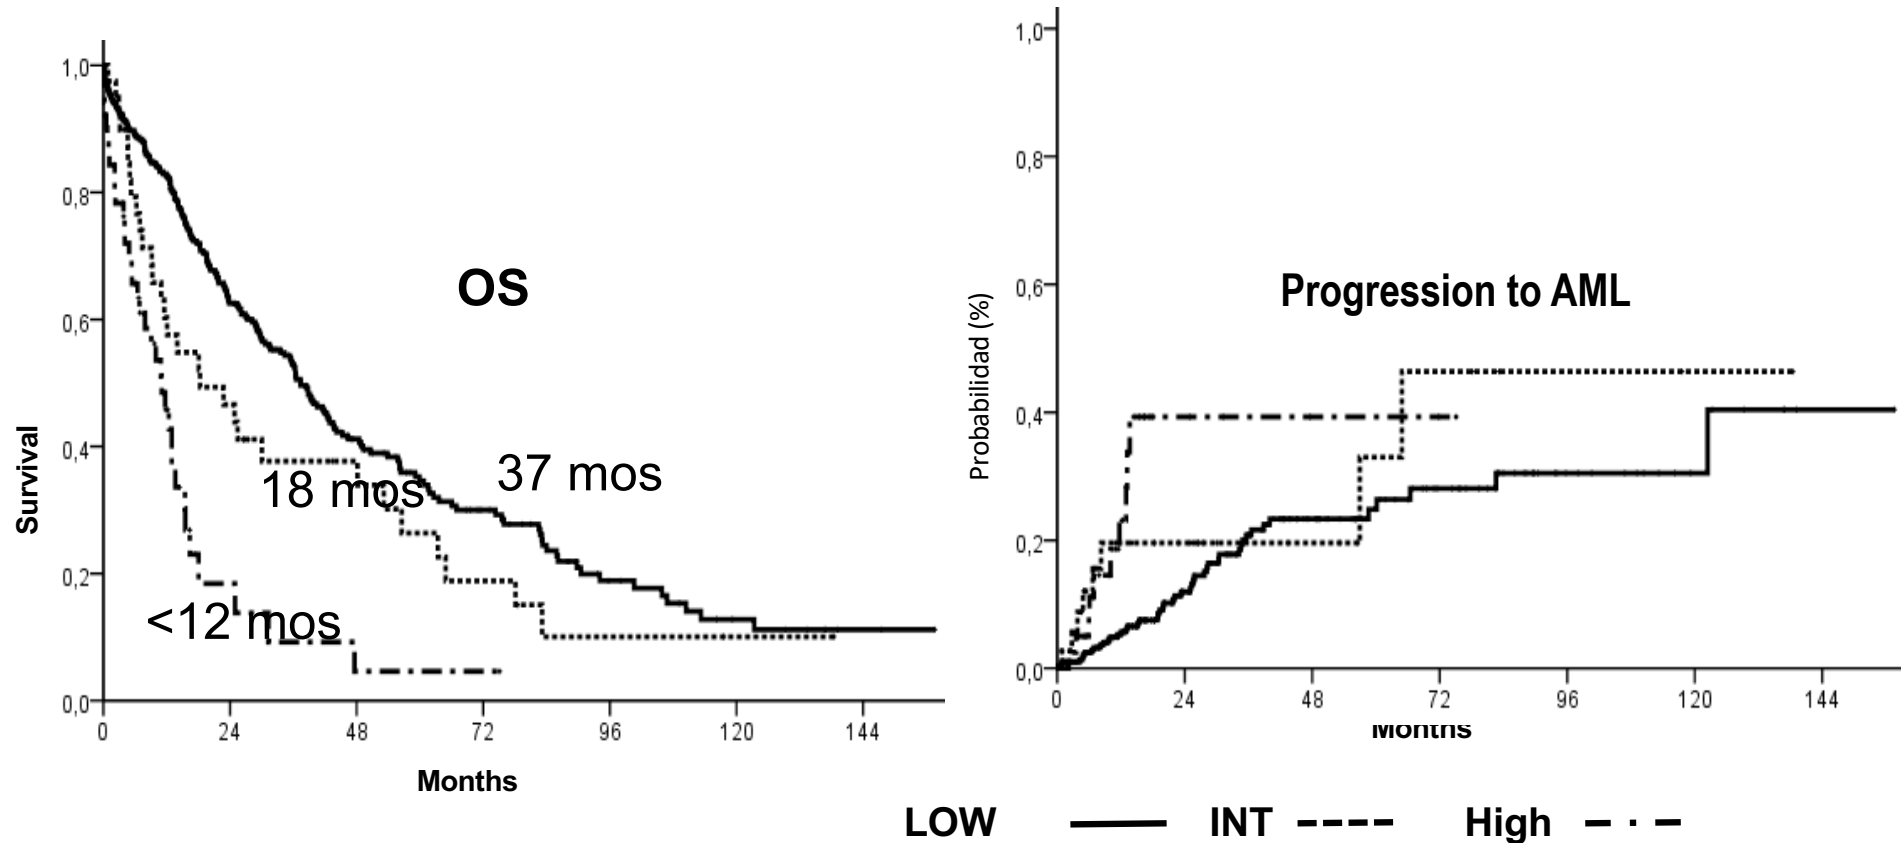 1,0
0,8
0,6
0,4
0,2
0,0
Survival
OS
37 mos
18 mos
<12 mos
0 24 48 72 96 120 144
Months
1,0
0,8
0,6
0,4
0,2
0,0
Probabilidad (%)
Progression to AML
0 24 48 72 96 120 144
Months
LOW INT High